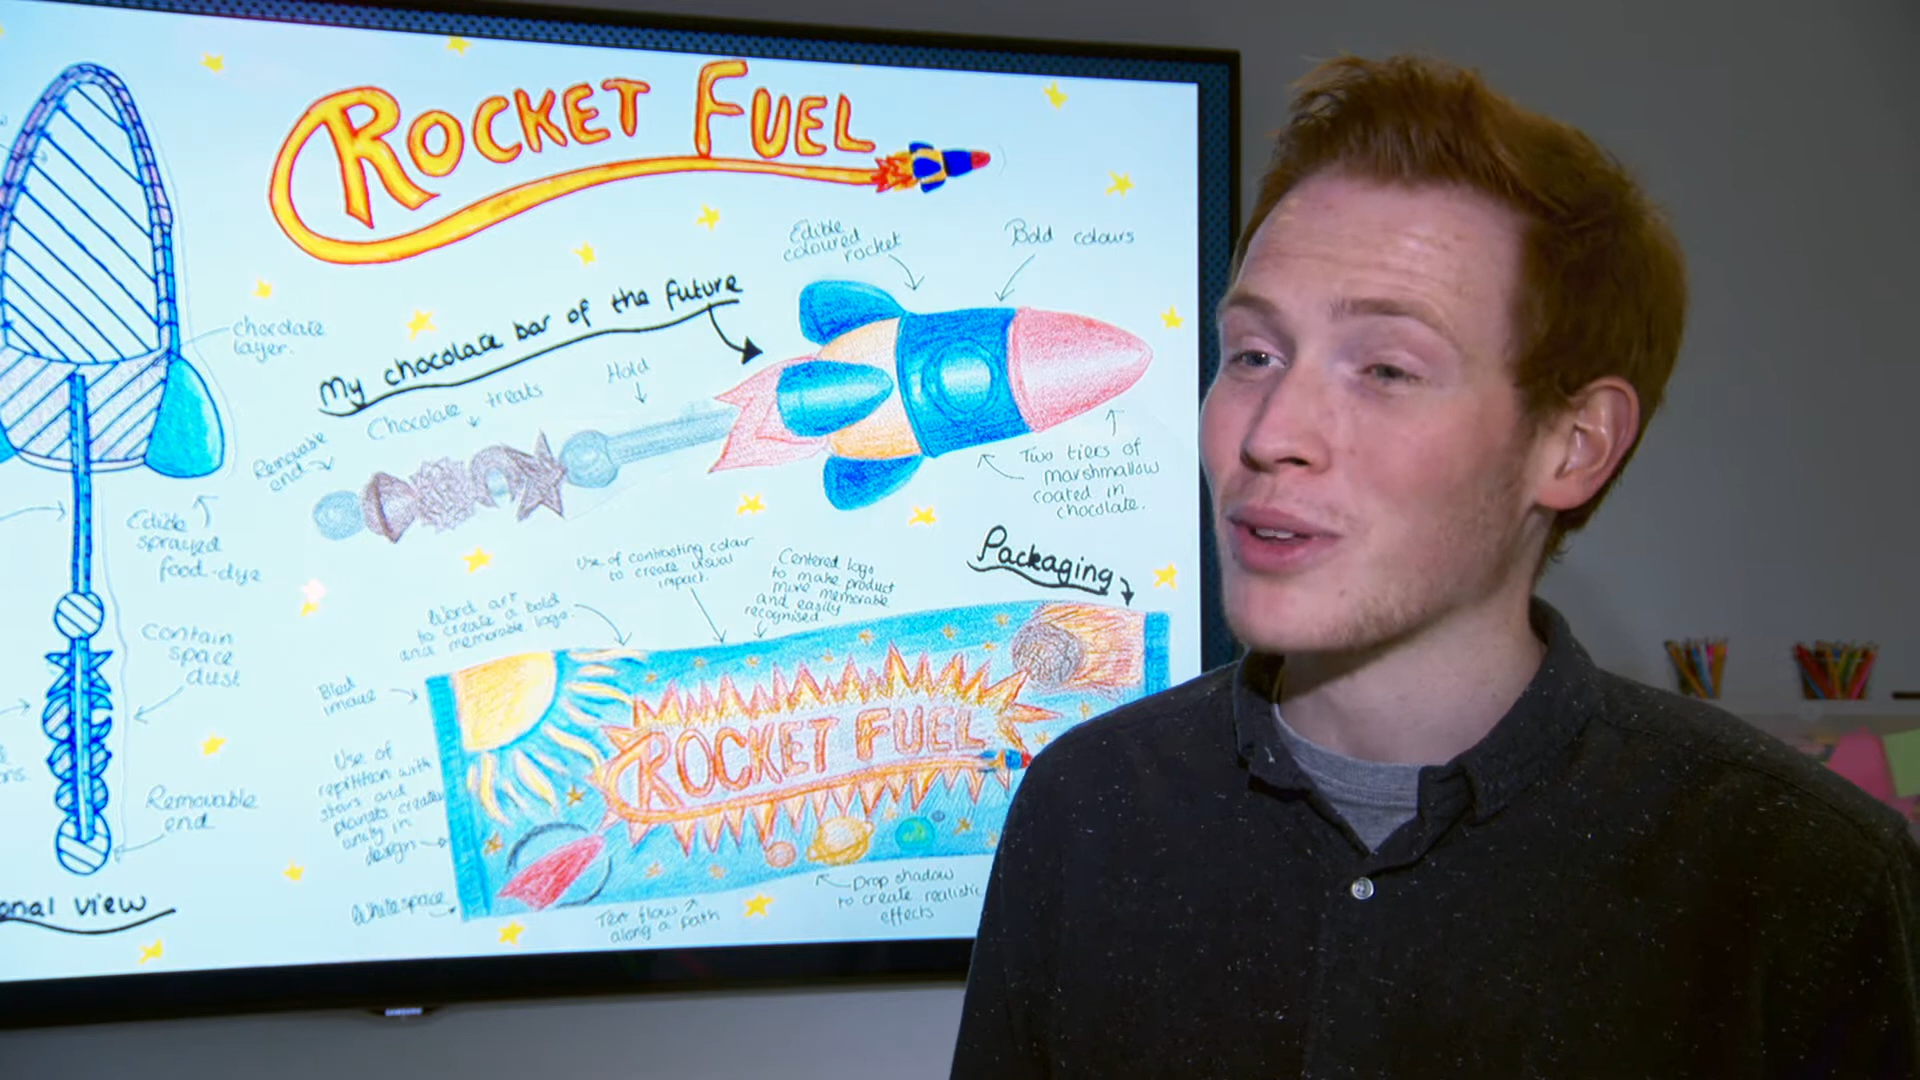 ROCKET FUEL
Edible
coloured
rocket
Bold colours
My chocolate bar of the future
chocolate
layer.
Chocolate treats
Hold
Removable
end
Two tiers of
marshmallow
coated in
chocolate.
Edible
sprayed
food-dye
Packaging
Use of contrasting colour
to create visual
impact.
Centered logo
to make product
more memorable
and easily
recognised.
Word art
to create a bold
and memorable logo.
Contain
space
dust
Bled
image
ROCKET FUEL
Use of
repitition with
stars and
planets creates
unity in
design
Removable
end
onal view
White space
Text flow
along a path
Drop shadow
to create realistic
effects